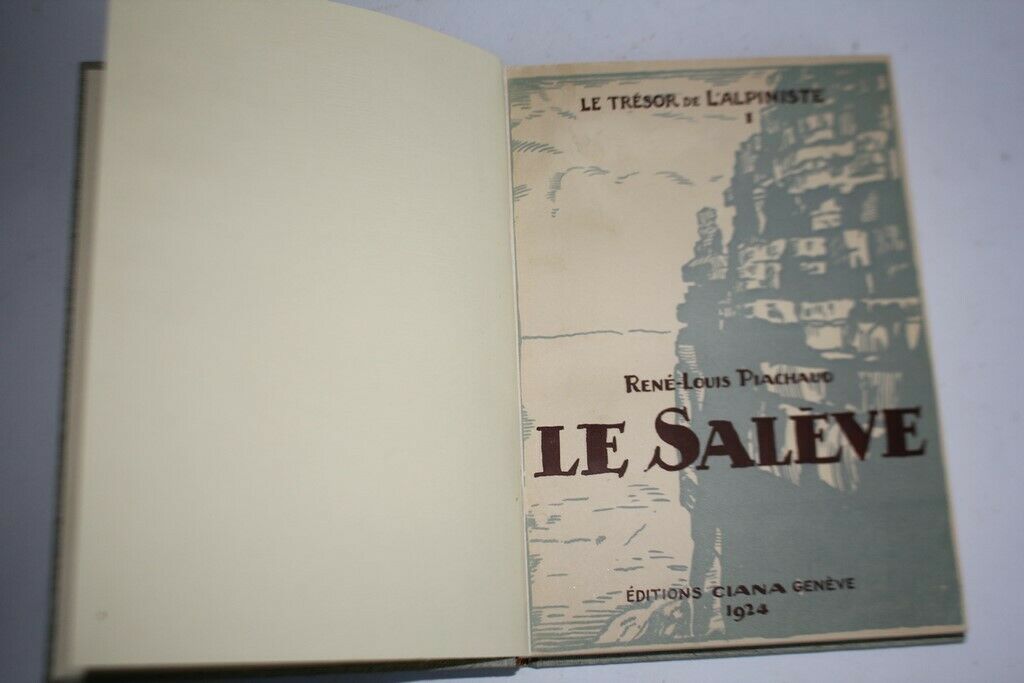 LE TRÉSOR DE L'ALPINISTE
I
RENÉ-LOUIS PIACHAUD
LE SALÈVE
ÉDITIONS CIANA GENÈVE
1924